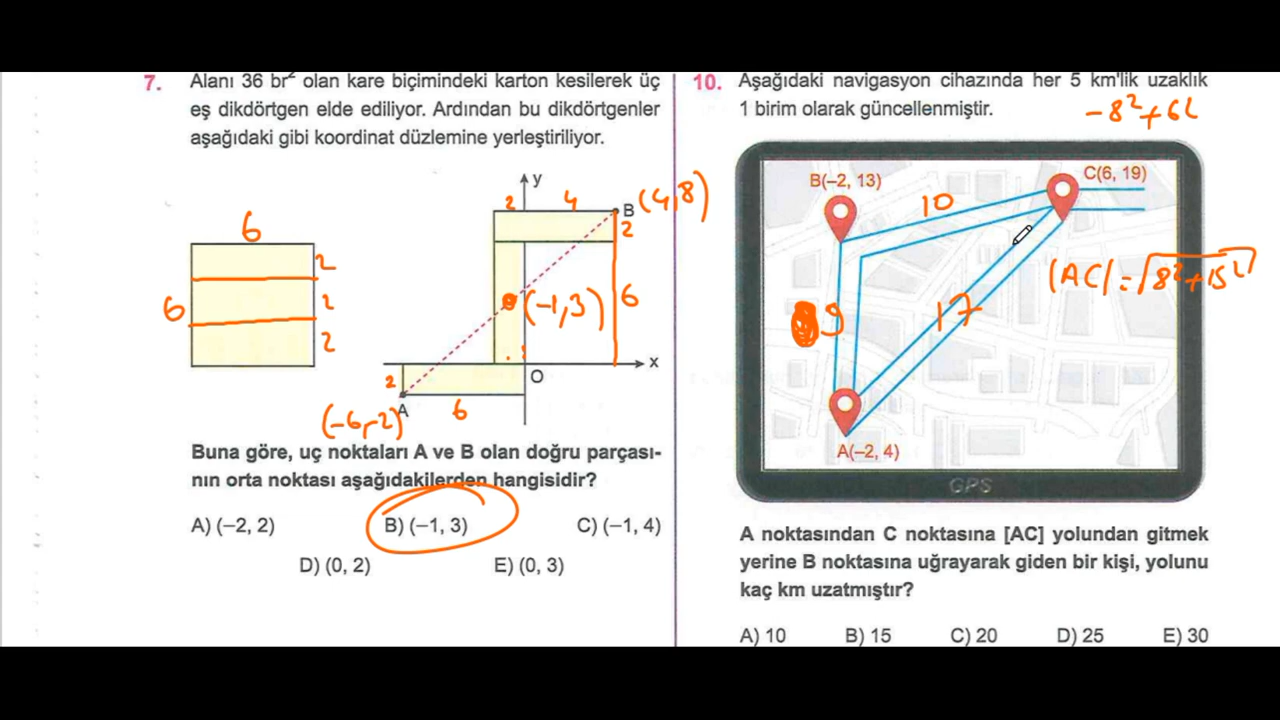 7. Alanı 36 br² olan kare biçimindeki karton kesilerek üç
eş dikdörtgen elde ediliyor. Ardından bu dikdörtgenler
aşağıdaki gibi koordinat düzlemine yerleştiriliyor.
y
2
4
B
(4,8)
2
6
6
2
2
2
6
(-1,3)
x
O
2
6
A
(-6,-2)
Buna göre, uç noktaları A ve B olan doğru parçası-
nın orta noktası aşağıdakilerden hangisidir?
A) (−2, 2) B) (−1, 3) C) (−1, 4)
D) (0, 2) E) (0, 3)
10. Aşağıdaki navigasyon cihazında her 5 km'lik uzaklık
1 birim olarak güncellenmiştir.
-8²+6
B(−2, 13)
C(6, 19)
10
|AC|=√8²+15²
9
17
A(−2, 4)
GPS
A noktasından C noktasına [AC] yolundan gitmek
yerine B noktasına uğrayarak giden bir kişi, yolunu
kaç km uzatmıştır?
A) 10 B) 15 C) 20 D) 25 E) 30